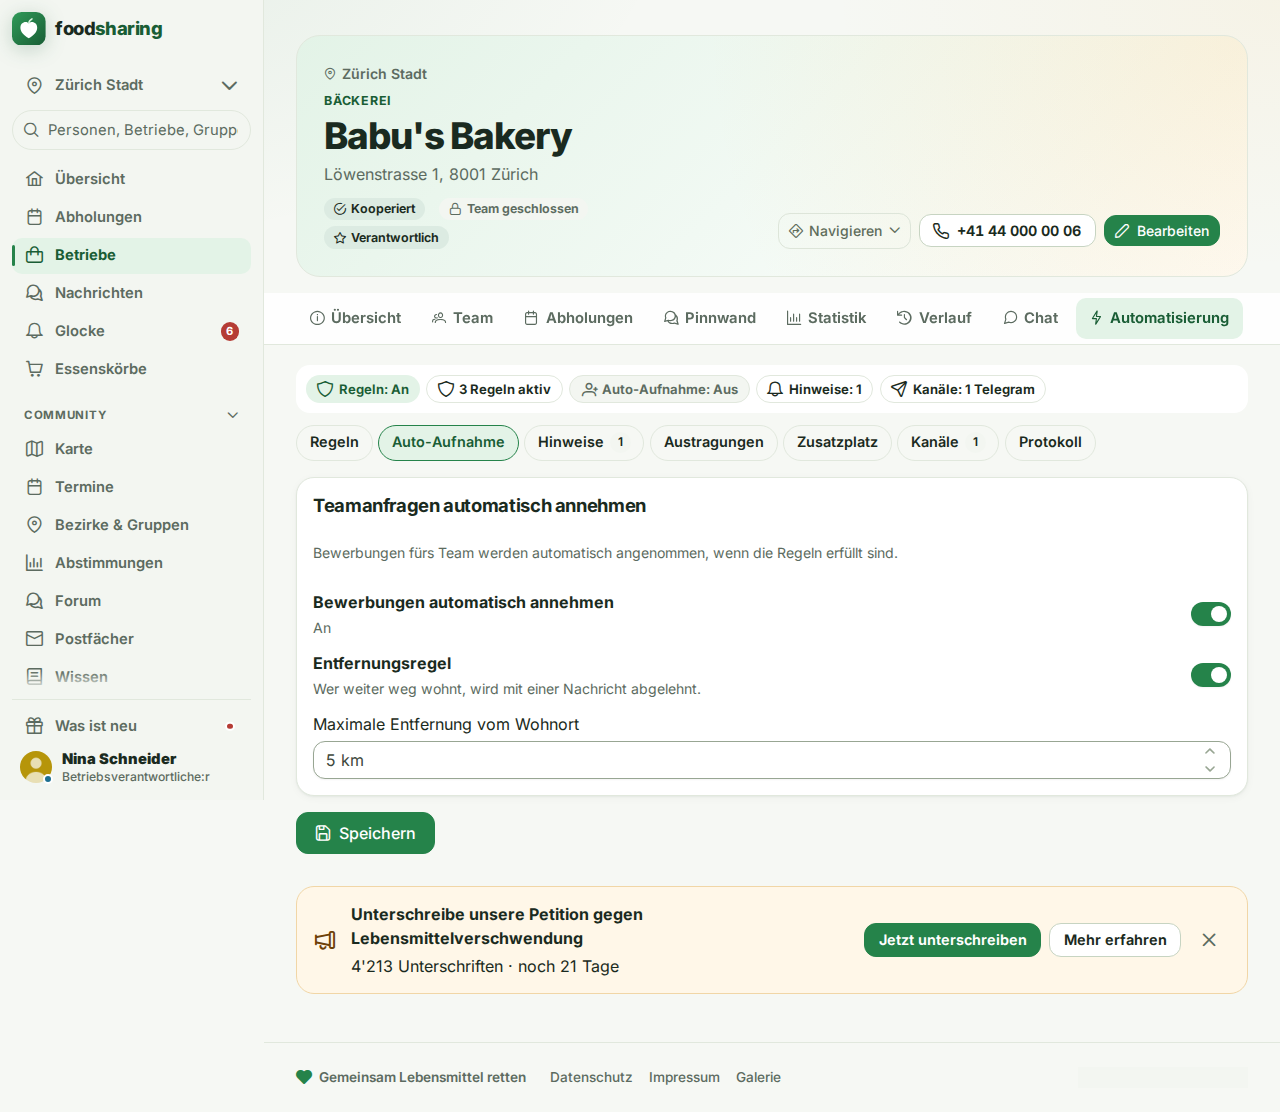 foodsharing
Zürich Stadt
Personen, Betriebe, Grupp
Übersicht
Abholungen
Betriebe
Nachrichten
Glocke
6
Essenskörbe
COMMUNITY
Karte
Termine
Bezirke & Gruppen
Abstimmungen
Forum
Postfächer
Wissen
Was ist neu
Nina Schneider
Betriebsverantwortliche:r
Zürich Stadt
BÄCKEREI
Babu's Bakery
Löwenstrasse 1, 8001 Zürich
Kooperiert
Team geschlossen
Verantwortlich
Navigieren
+41 44 000 00 06
Bearbeiten
Übersicht
Team
Abholungen
Pinnwand
Statistik
Verlauf
Chat
Automatisierung
Regeln: An
3 Regeln aktiv
Auto-Aufnahme: Aus
Hinweise: 1
Kanäle: 1 Telegram
Regeln
Auto-Aufnahme
Hinweise 1
Austragungen
Zusatzplatz
Kanäle 1
Protokoll
Teamanfragen automatisch annehmen
Bewerbungen fürs Team werden automatisch angenommen, wenn die Regeln erfüllt sind.
Bewerbungen automatisch annehmen
An
Entfernungsregel
Wer weiter weg wohnt, wird mit einer Nachricht abgelehnt.
Maximale Entfernung vom Wohnort
5 km
Speichern
Unterschreibe unsere Petition gegen
Lebensmittelverschwendung
4'213 Unterschriften · noch 21 Tage
Jetzt unterschreiben
Mehr erfahren
Gemeinsam Lebensmittel retten
Datenschutz
Impressum
Galerie